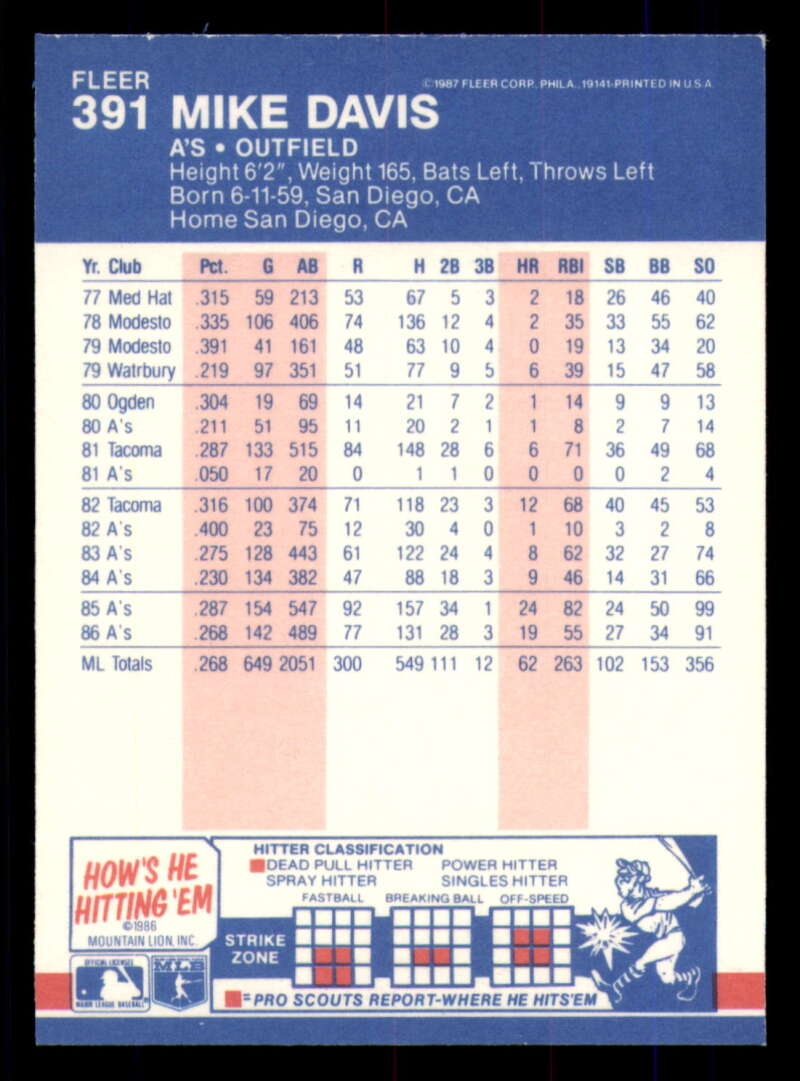 FLEER
©1987 FLEER CORP., PHILA., 19141-PRINTED IN U.S.A.
391 MIKE DAVIS
A'S • OUTFIELD
Height 6'2", Weight 165, Bats Left, Throws Left
Born 6-11-59, San Diego, CA
Home San Diego, CA
Yr. Club Pct. G AB R H 2B 3B HR RBI SB BB SO
77 Med Hat .315 59 213 53 67 5 3 2 18 26 46 40
78 Modesto .335 106 406 74 136 12 4 2 35 33 55 62
79 Modesto .391 41 161 48 63 10 4 0 19 13 34 20
79 Watrbury .219 97 351 51 77 9 5 6 39 15 47 58
80 Ogden .304 19 69 14 21 7 2 1 14 9 9 13
80 A's .211 51 95 11 20 2 1 1 8 2 7 14
81 Tacoma .287 133 515 84 148 28 6 6 71 36 49 68
81 A's .050 17 20 0 1 1 0 0 0 0 2 4
82 Tacoma .316 100 374 71 118 23 3 12 68 40 45 53
82 A's .400 23 75 12 30 4 0 1 10 3 2 8
83 A's .275 128 443 61 122 24 4 8 62 32 27 74
84 A's .230 134 382 47 88 18 3 9 46 14 31 66
85 A's .287 154 547 92 157 34 1 24 82 24 50 99
86 A's .268 142 489 77 131 28 3 19 55 27 34 91
ML Totals .268 649 2051 300 549 111 12 62 263 102 153 356
HOW'S HE
HITTING 'EM
©1986
MOUNTAIN LION, INC.
OFFICIAL LICENSEE
MAJOR LEAGUE BASEBALL
MLB
HITTER CLASSIFICATION
DEAD PULL HITTER POWER HITTER
SPRAY HITTER SINGLES HITTER
FASTBALL BREAKING BALL OFF-SPEED
STRIKE
ZONE
=PRO SCOUTS REPORT-WHERE HE HITS'EM